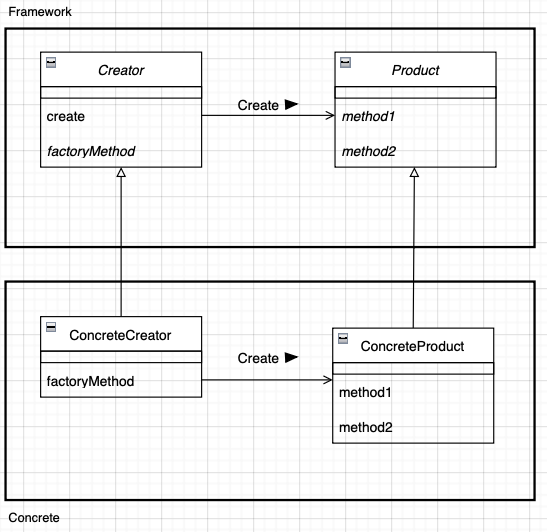 Framework
Creator
create
factoryMethod
Create
Product
method1
method2
ConcreteCreator
factoryMethod
Create
ConcreteProduct
method1
method2
Concrete